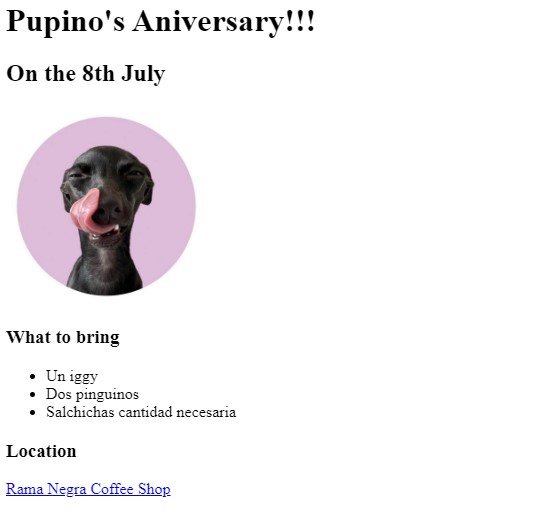 Pupino's Aniversary!!!
On the 8th July
What to bring
Un iggy
Dos pinguinos
Salchichas cantidad necesaria
Location
Rama Negra Coffee Shop